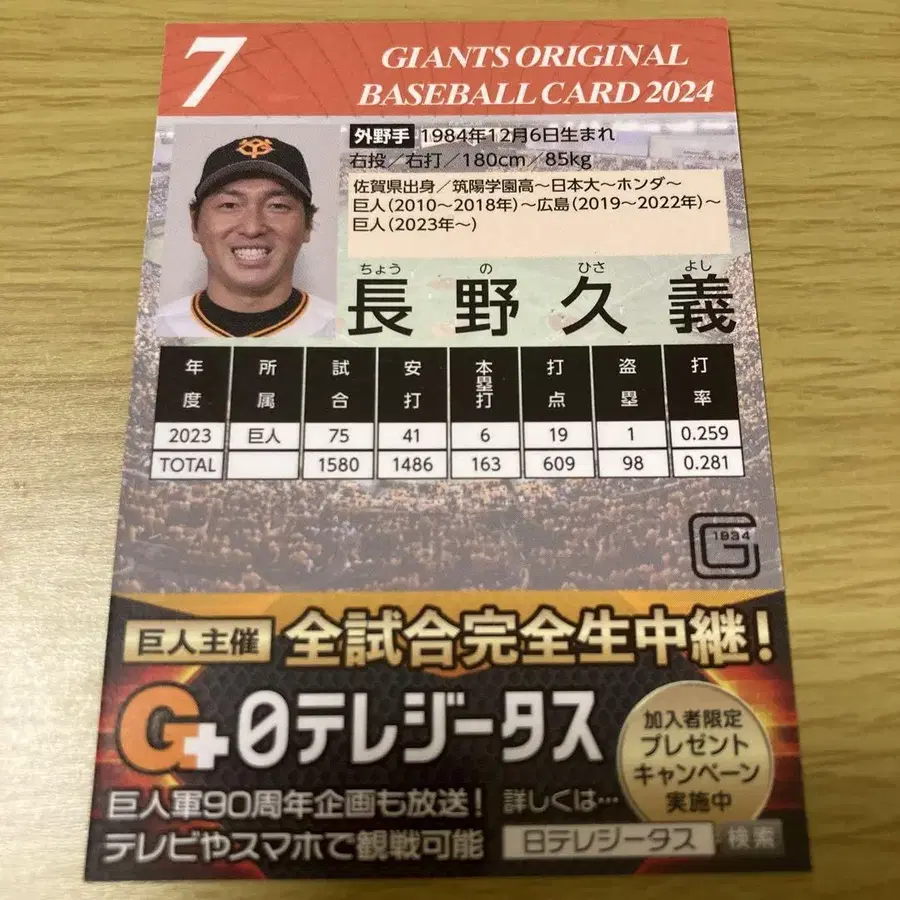 7
GIANTS ORIGINAL
BASEBALL CARD 2024
外野手 1984年12月6日生まれ
右投/右打/180cm/85kg
佐賀県出身/筑陽学園高~日本大~ホンダ~
巨人(2010~2018年)~広島(2019~2022年)~
巨人(2023年~)
ちょう の ひさ よし
長野久義
年度 所属 試合 安打 本塁打 打点 盗塁 打率
2023 巨人 75 41 6 19 1 0.259
TOTAL 1580 1486 163 609 98 0.281
1934
G
巨人主催 全試合完全生中継!
G+日テレジータス
加入者限定
プレゼント
キャンペーン
実施中
巨人軍90周年企画も放送! 詳しくは…
テレビやスマホで観戦可能 日テレジータス 検索